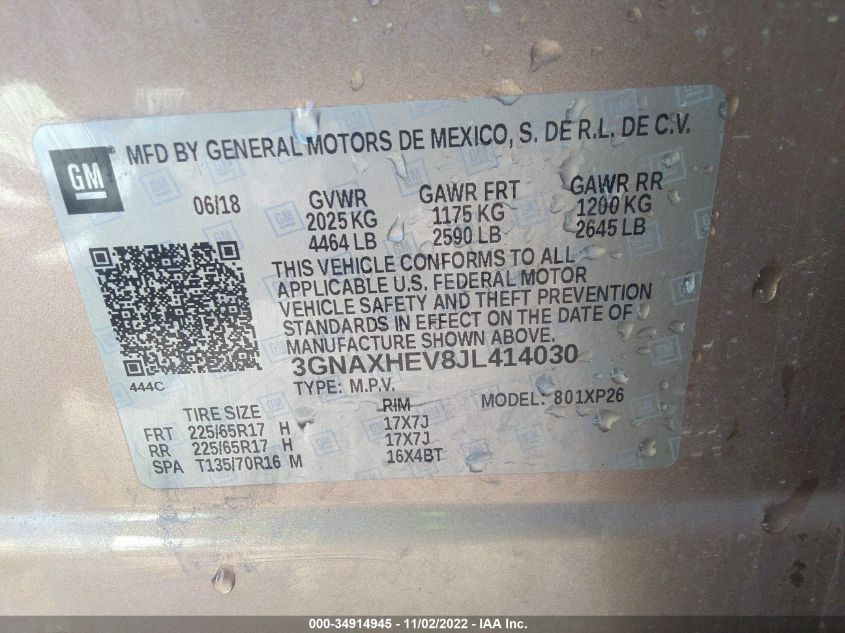 GM
MFD BY GENERAL MOTORS DE MEXICO, S. DE R.L. DE C.V.
06/18 GVWR GAWR FRT GAWR RR
2025 KG 1175 KG 1200 KG
4464 LB 2590 LB 2645 LB
THIS VEHICLE CONFORMS TO ALL
APPLICABLE U.S. FEDERAL MOTOR
VEHICLE SAFETY AND THEFT PREVENTION
STANDARDS IN EFFECT ON THE DATE OF
MANUFACTURE SHOWN ABOVE.
3GNAXHEV8JL414030
444C
TYPE: M.P.V. MODEL: 801XP26
TIRE SIZE RIM
FRT 225/65R17 H 17X7J
RR 225/65R17 H 17X7J
SPA T135/70R16 M 16X4BT
000-34914945 - 11/02/2022 - IAA Inc.